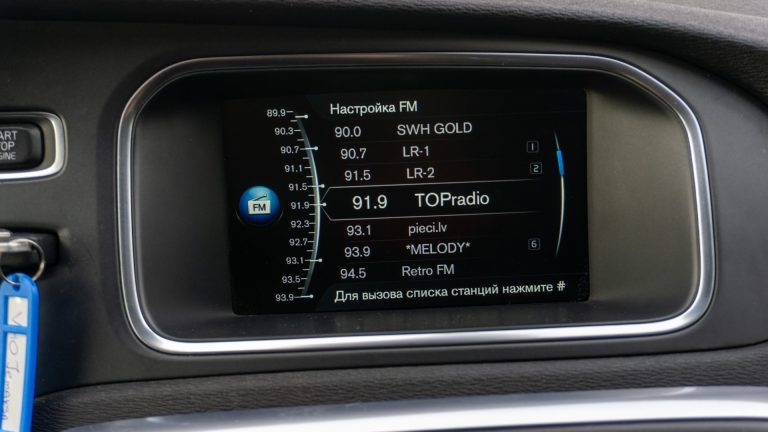 START
STOP
ENGINE
Настройка FM
90.0 SWH GOLD
90.7 LR-1 1
91.5 LR-2 2
91.9 TOPradio
93.1 pieci.lv
93.9 *MELODY* 6
94.5 Retro FM
Для вызова списка станций нажмите #
89.9
90.3
90.7
91.1
91.5
91.9
92.3
92.7
93.1
93.5
93.9
FM